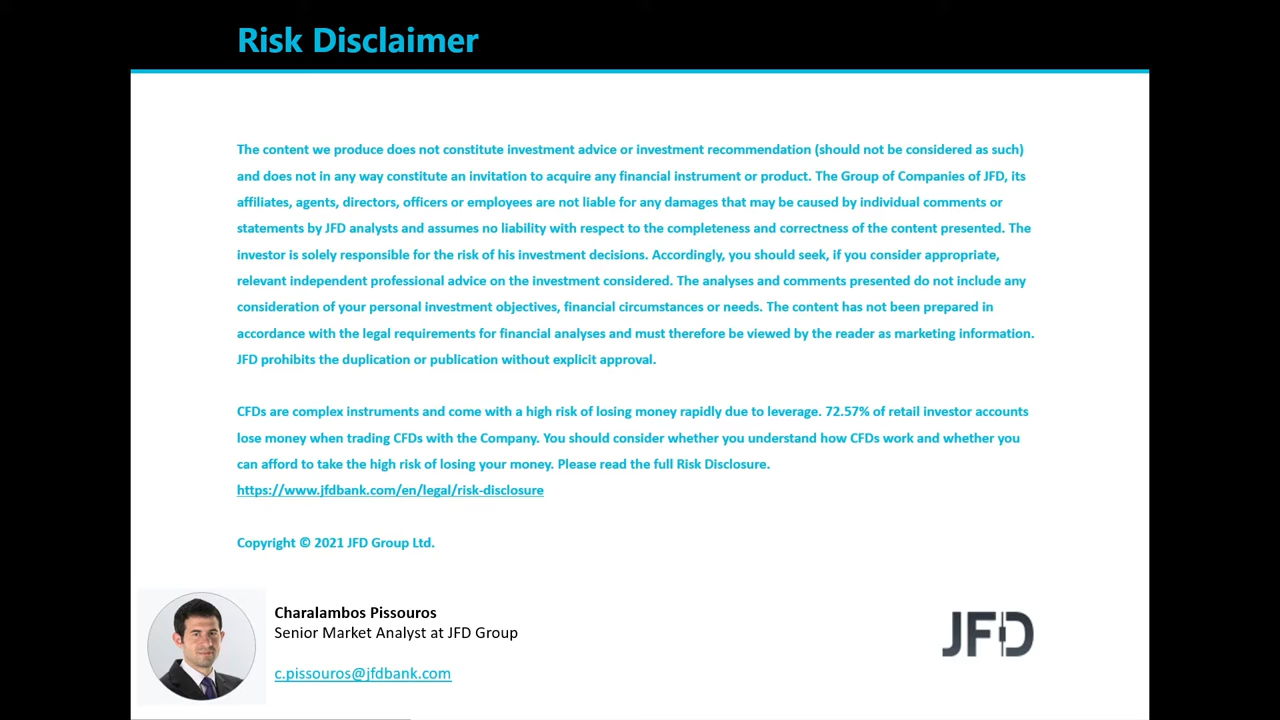 Risk Disclaimer
The content we produce does not constitute investment advice or investment recommendation (should not be considered as such)
and does not in any way constitute an invitation to acquire any financial instrument or product. The Group of Companies of JFD, its
affiliates, agents, directors, officers or employees are not liable for any damages that may be caused by individual comments or
statements by JFD analysts and assumes no liability with respect to the completeness and correctness of the content presented. The
investor is solely responsible for the risk of his investment decisions. Accordingly, you should seek, if you consider appropriate,
relevant independent professional advice on the investment considered. The analyses and comments presented do not include any
consideration of your personal investment objectives, financial circumstances or needs. The content has not been prepared in
accordance with the legal requirements for financial analyses and must therefore be viewed by the reader as marketing information.
JFD prohibits the duplication or publication without explicit approval.
CFDs are complex instruments and come with a high risk of losing money rapidly due to leverage. 72.57% of retail investor accounts
lose money when trading CFDs with the Company. You should consider whether you understand how CFDs work and whether you
can afford to take the high risk of losing your money. Please read the full Risk Disclosure.
https://www.jfdbank.com/en/legal/risk-disclosure
Copyright © 2021 JFD Group Ltd.
Charalambos Pissouros
Senior Market Analyst at JFD Group
c.pissouros@jfdbank.com
JFD